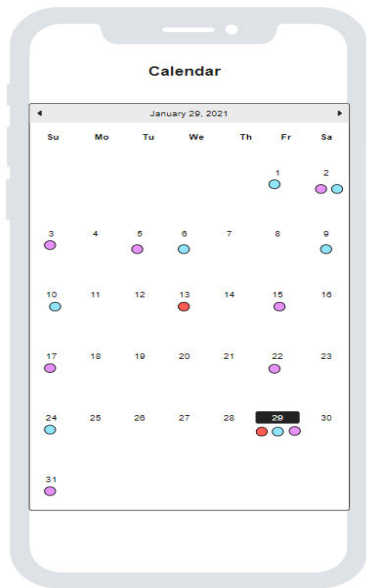 Calendar
January 29, 2021
Su Mo Tu We Th Fr Sa
1 2
3 4 5 6 7 8 9
10 11 12 13 14 15 16
17 18 19 20 21 22 23
24 25 26 27 28 29 30
31